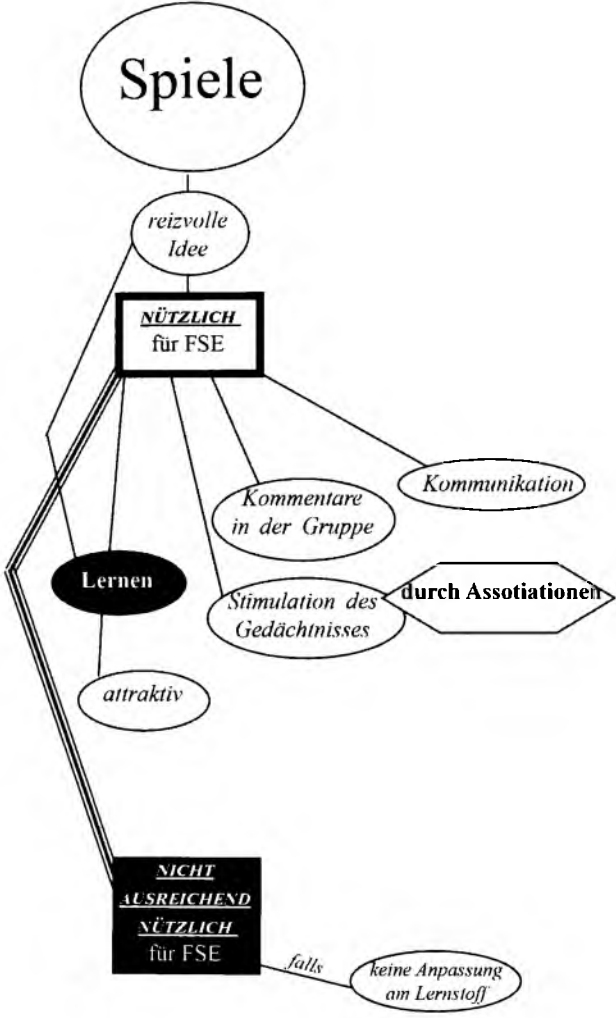 Spiele
reizvolle
Idee
NÜTZLICH
für FSE
Kommentare
in der Gruppe
Kommunikation
Lernen
Stimulation des
Gedächtnisses
durch Assotiationen
attraktiv
NICHT
AUSREICHEND
NÜTZLICH
für FSE
falls
keine Anpassung
am Lernstoff